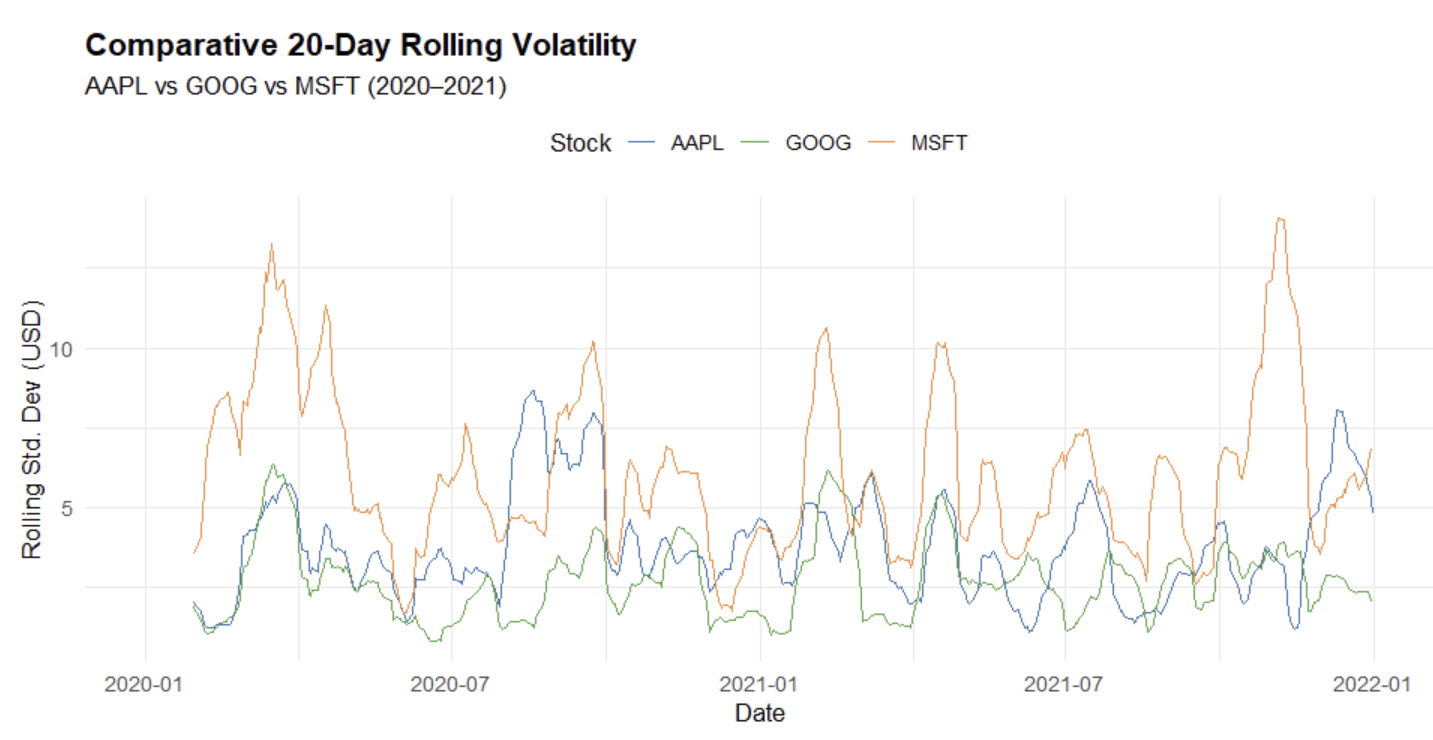 Comparative 20-Day Rolling Volatility
AAPL vs GOOG vs MSFT (2020–2021)
Stock AAPL GOOG MSFT
Rolling Std. Dev (USD)
10
5
2020-01 2020-07 2021-01 2021-07 2022-01
Date